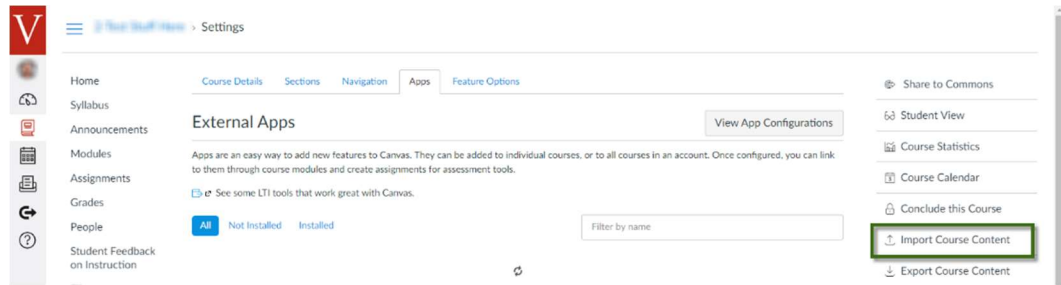 V
› Settings
Home
Syllabus
Announcements
Modules
Assignments
Grades
People
Student Feedback
on Instruction
Course Details Sections Navigation Apps Feature Options
External Apps
View App Configurations
Apps are an easy way to add new features to Canvas. They can be added to individual courses, or to all courses in an account. Once configured, you can link
to them through course modules and create assignments for assessment tools.
See some LTI tools that work great with Canvas.
All Not Installed Installed
Filter by name
Share to Commons
Student View
Course Statistics
Course Calendar
Conclude this Course
Import Course Content
Export Course Content